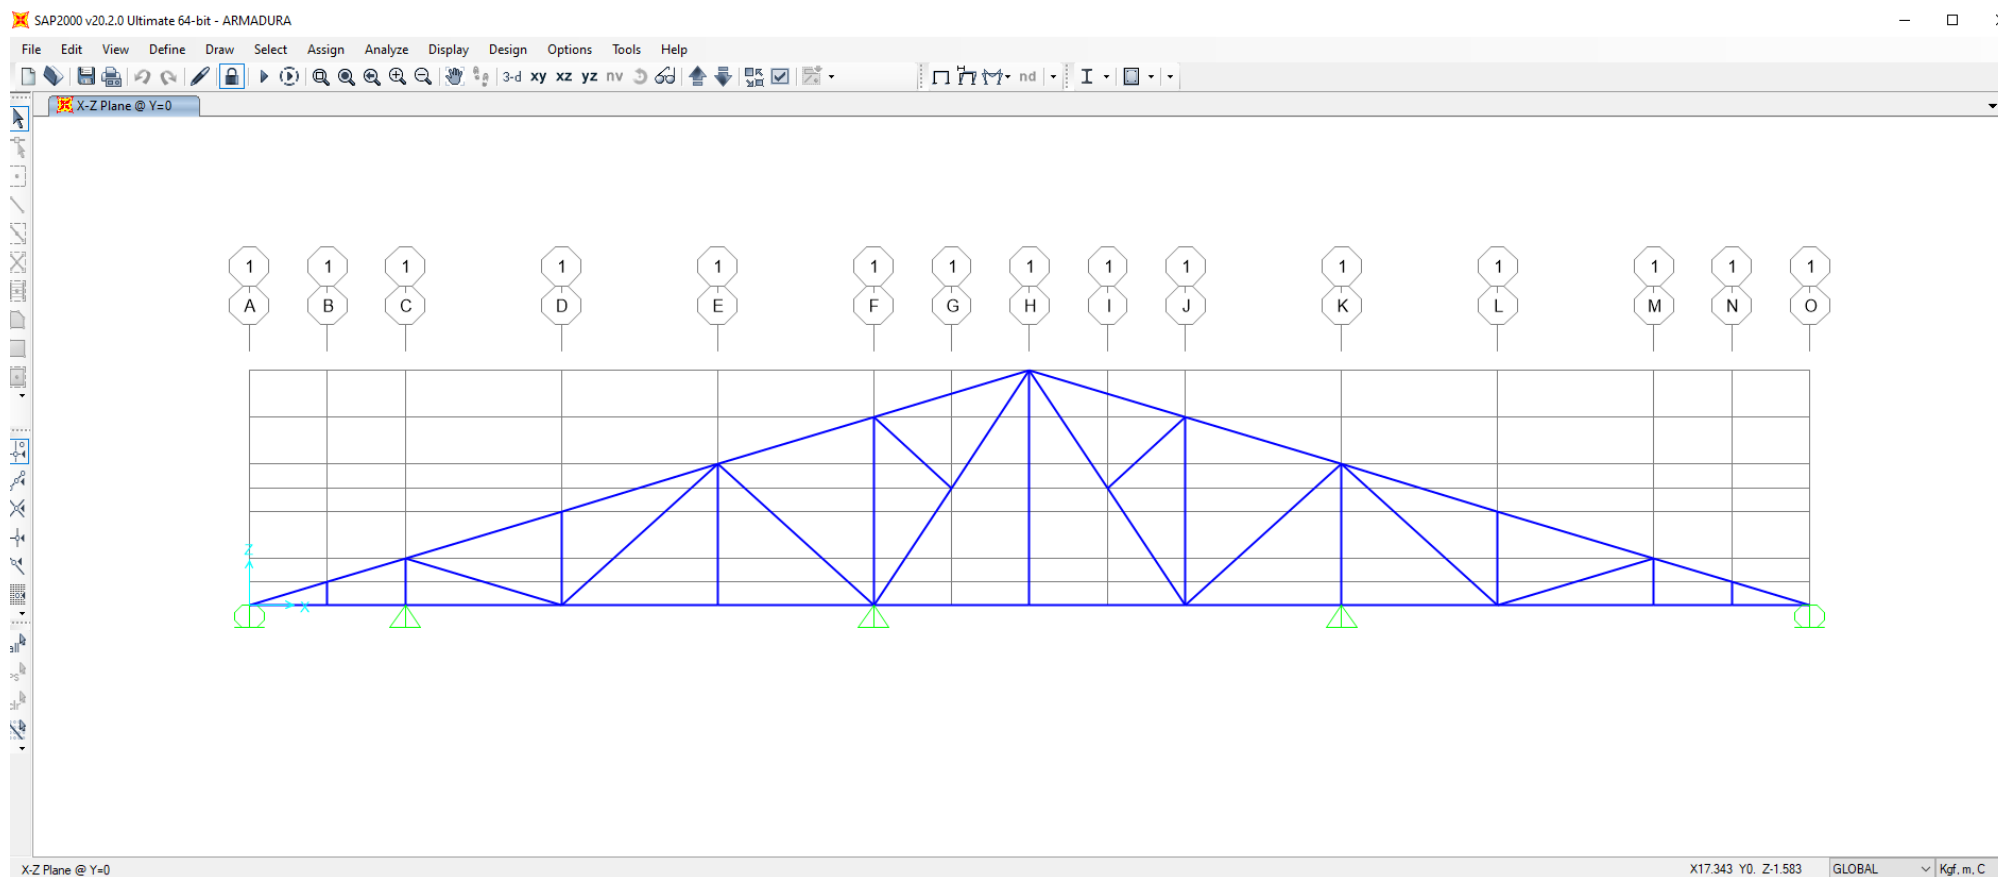 SAP2000 v20.2.0 Ultimate 64-bit - ARMADURA
File Edit View Define Draw Select Assign Analyze Display Design Options Tools Help
3-d xy xz yz nv nd
X-Z Plane @ Y=0
1 1 1 1 1 1 1 1 1 1 1 1 1 1 1
A B C D E F G H I J K L M N O
Z
X
all
X-Z Plane @ Y=0
X17.343 Y0. Z-1.583
GLOBAL
Kgf, m, C